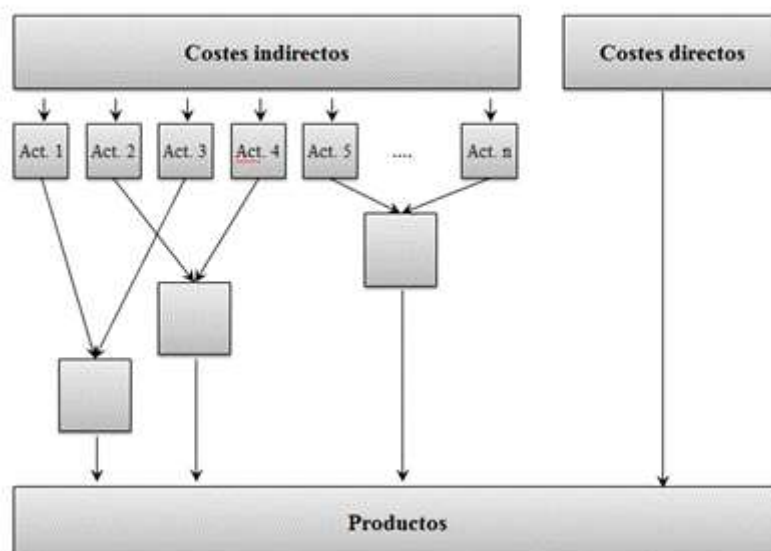 Costes indirectos
Costes directos
Act. 1
Act. 2
Act. 3
Act. 4
Act. 5
....
Act. n
Productos